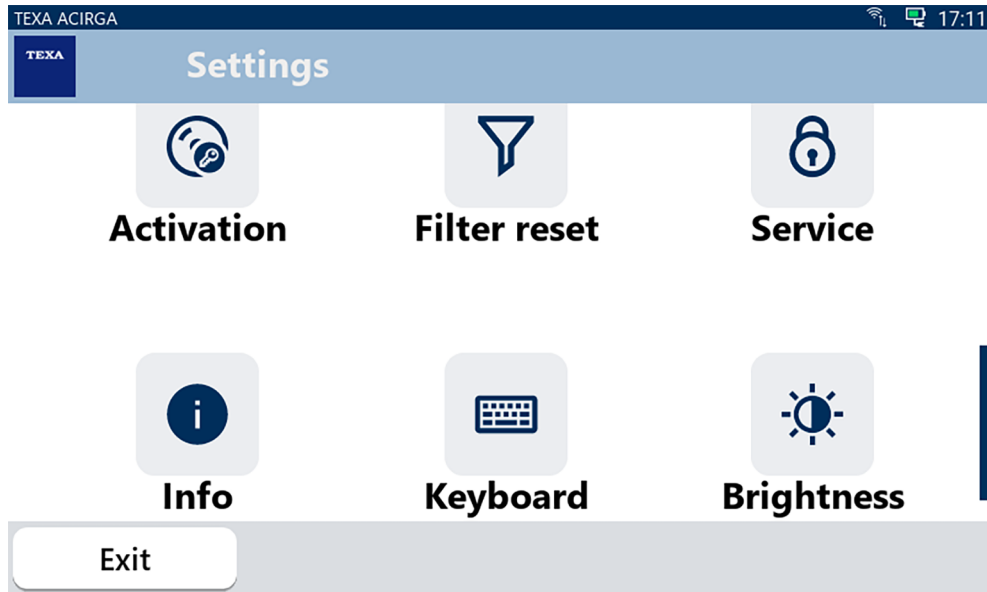 TEXA ACIRGA 17:11
TEXA Settings
Activation Filter reset Service
Info Keyboard Brightness
Exit